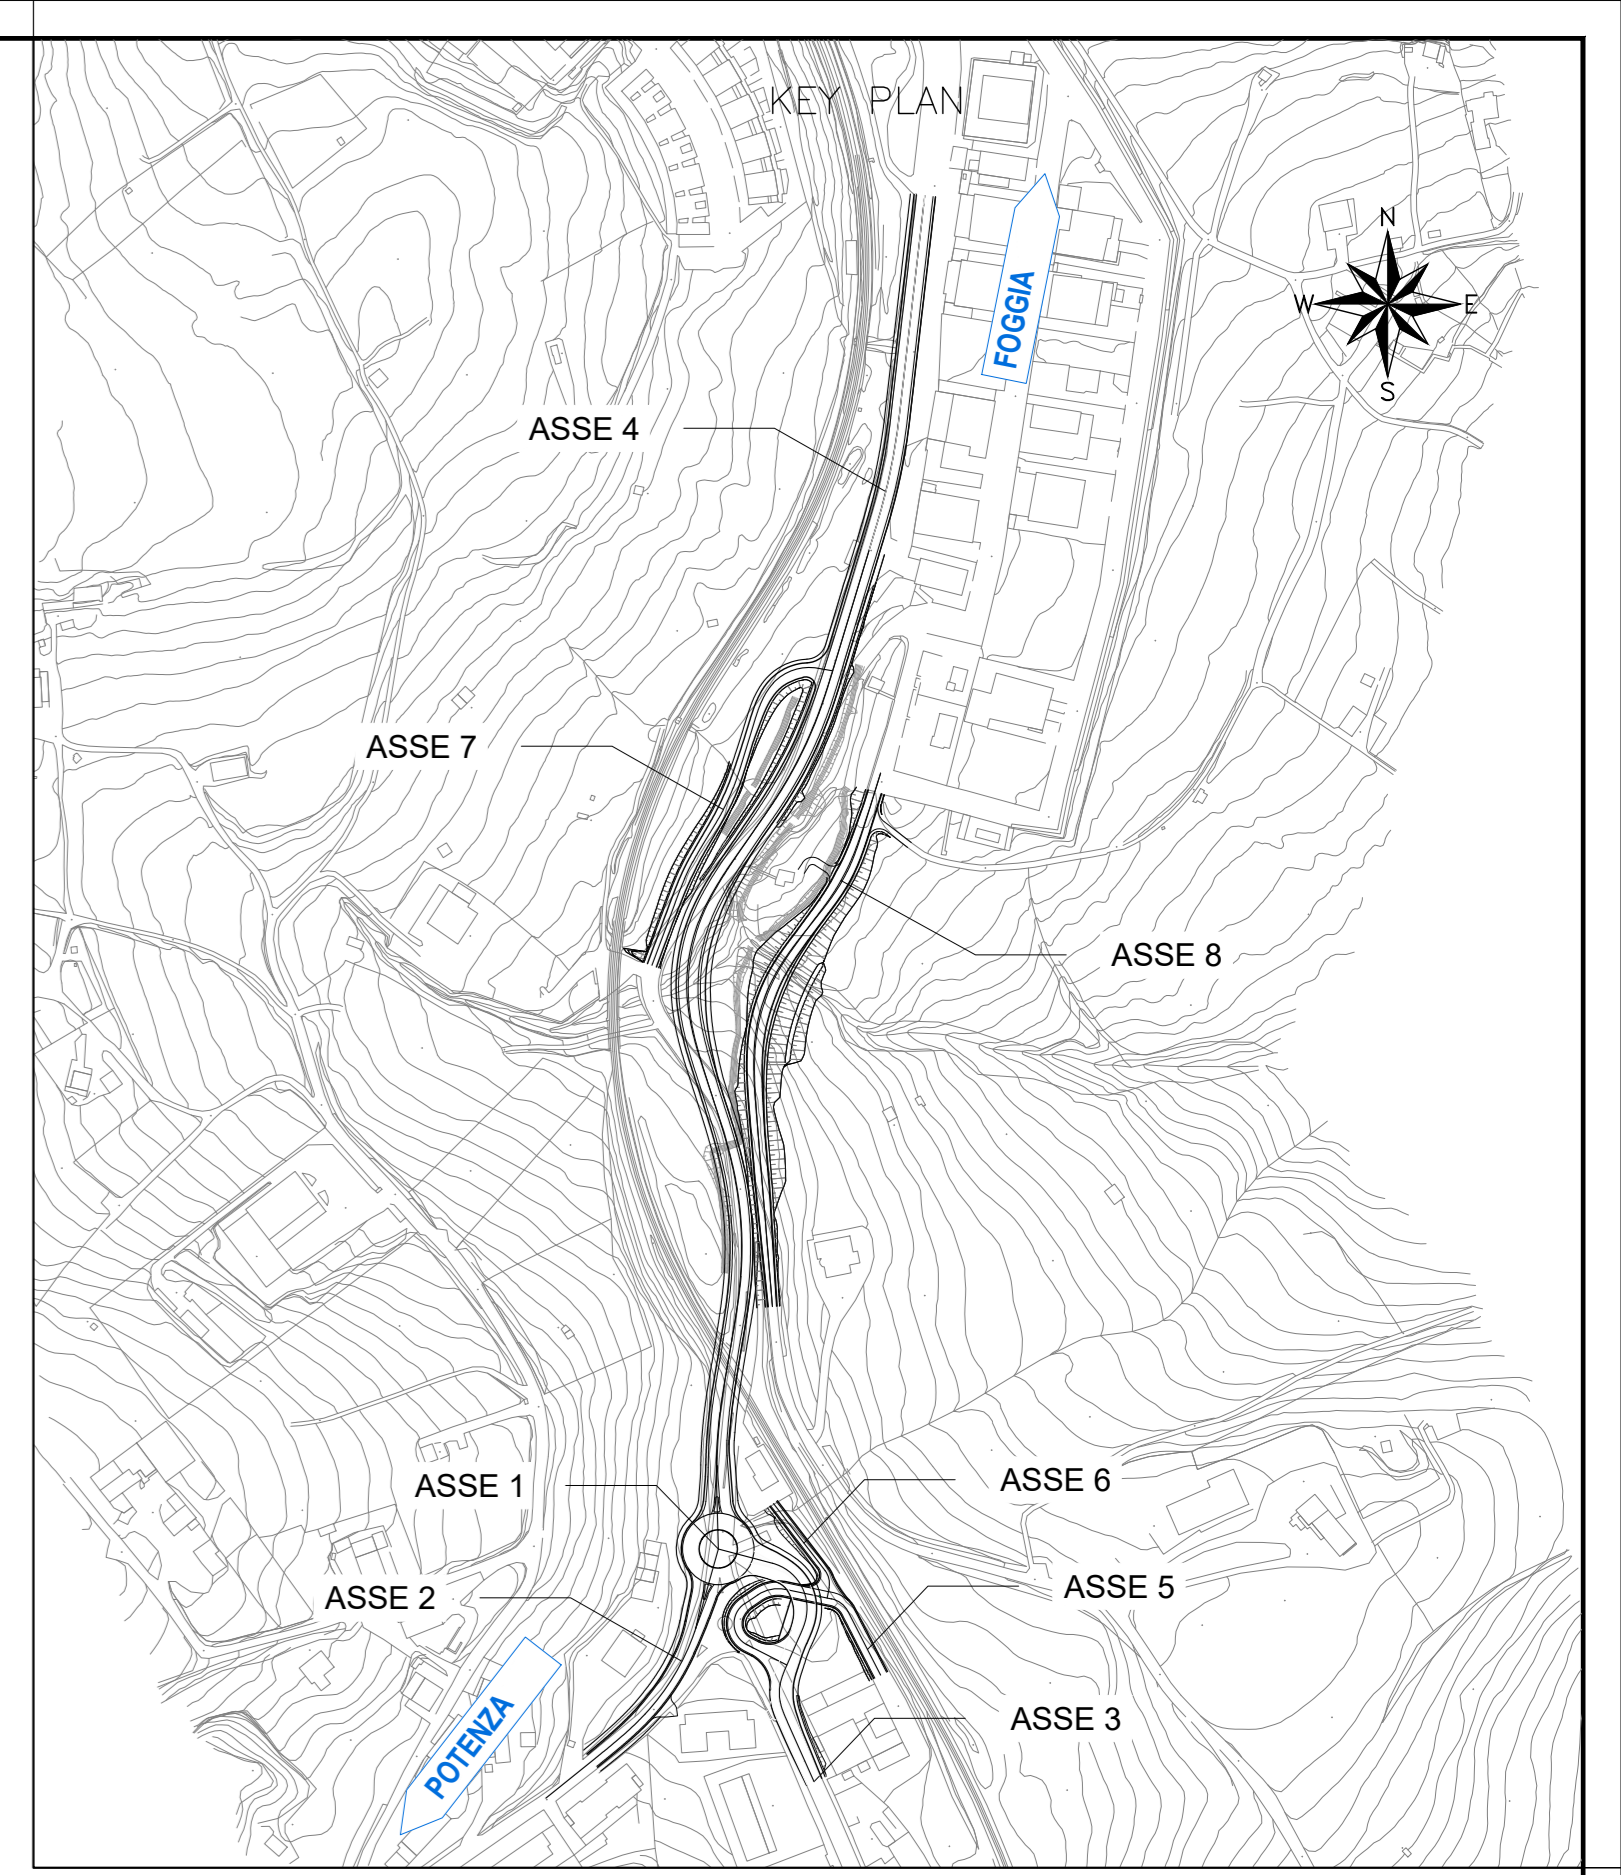 KEY PLAN
N
W E
S
FOGGIA
ASSE 4
ASSE 7
ASSE 8
ASSE 1
ASSE 6
ASSE 2
ASSE 5
ASSE 3
POTENZA